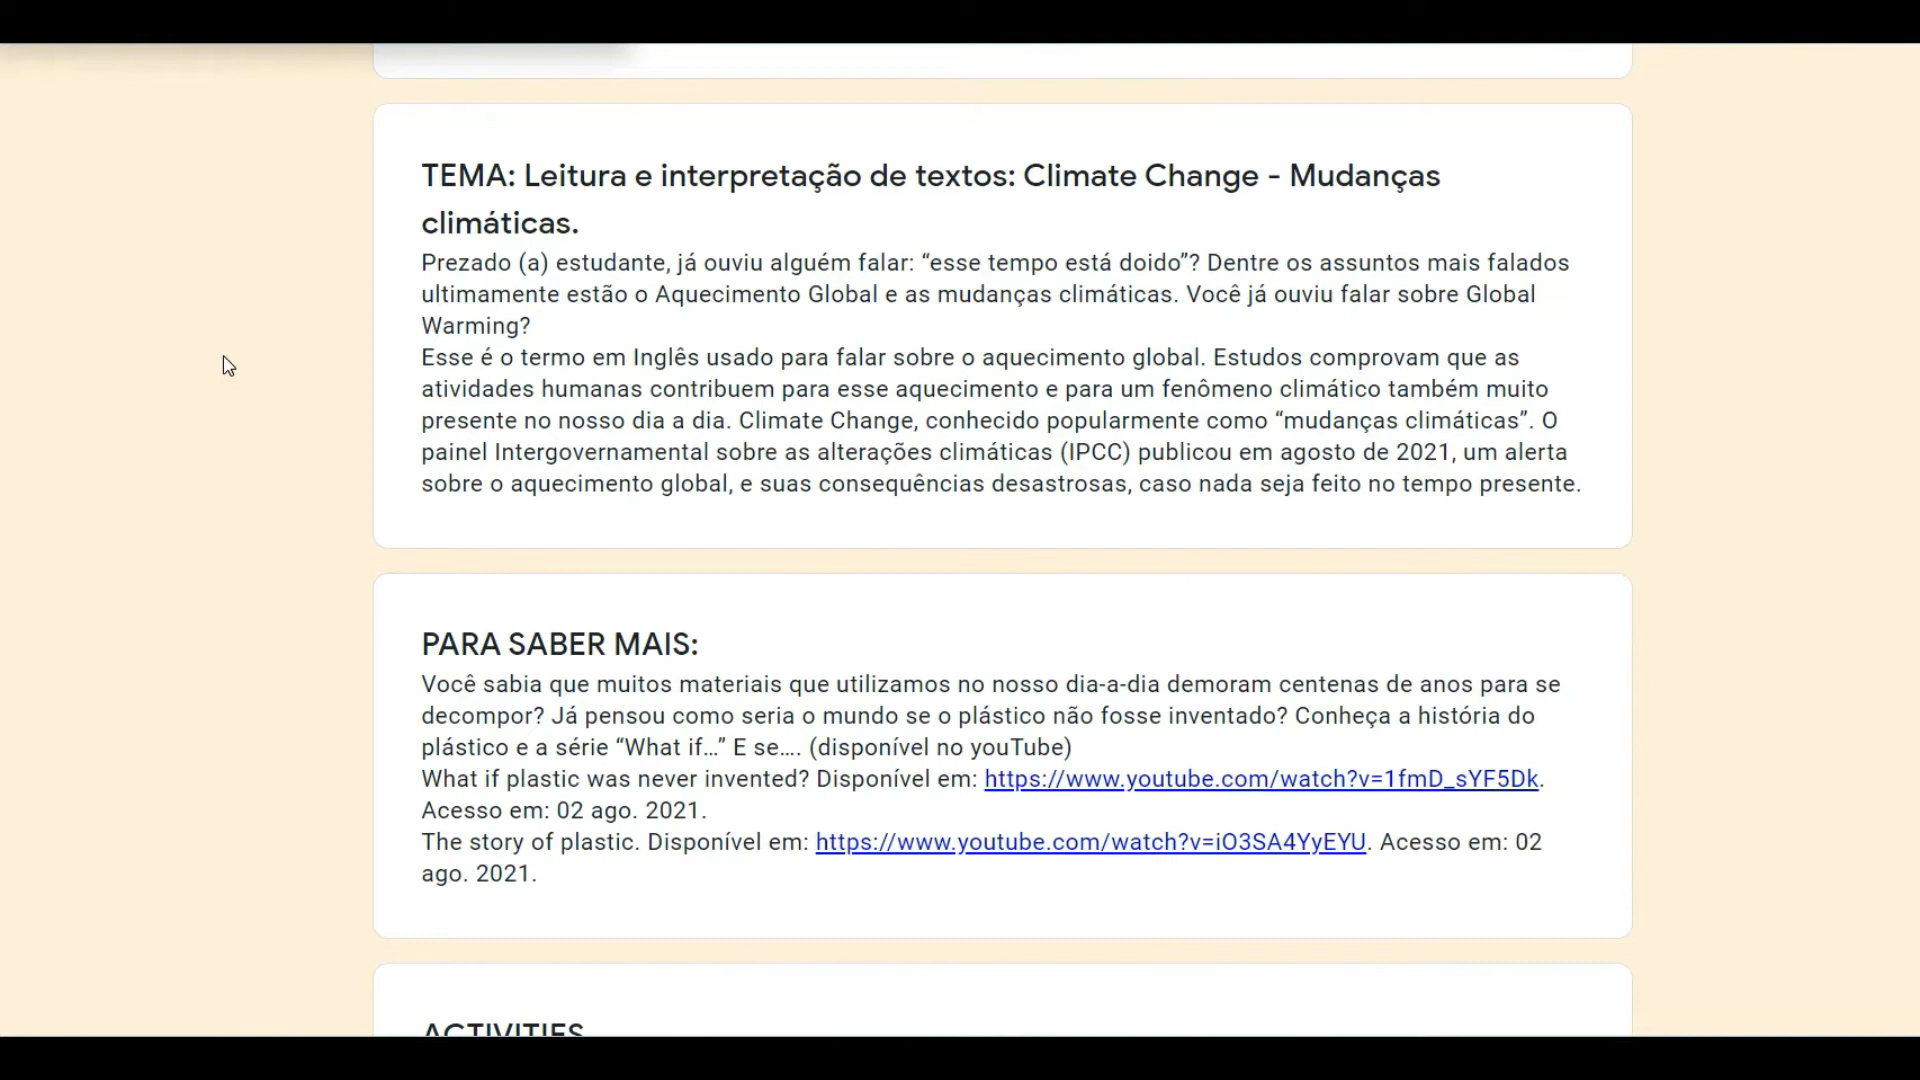 TEMA: Leitura e interpretação de textos: Climate Change - Mudanças
climáticas.
Prezado (a) estudante, já ouviu alguém falar: “esse tempo está doido”? Dentre os assuntos mais falados
ultimamente estão o Aquecimento Global e as mudanças climáticas. Você já ouviu falar sobre Global
Warming?
Esse é o termo em Inglês usado para falar sobre o aquecimento global. Estudos comprovam que as
atividades humanas contribuem para esse aquecimento e para um fenômeno climático também muito
presente no nosso dia a dia. Climate Change, conhecido popularmente como “mudanças climáticas”. O
painel Intergovernamental sobre as alterações climáticas (IPCC) publicou em agosto de 2021, um alerta
sobre o aquecimento global, e suas consequências desastrosas, caso nada seja feito no tempo presente.
PARA SABER MAIS:
Você sabia que muitos materiais que utilizamos no nosso dia-a-dia demoram centenas de anos para se
decompor? Já pensou como seria o mundo se o plástico não fosse inventado? Conheça a história do
plástico e a série “What if…” E se…. (disponível no youTube)
What if plastic was never invented? Disponível em: https://www.youtube.com/watch?v=1fmD_sYF5Dk.
Acesso em: 02 ago. 2021.
The story of plastic. Disponível em: https://www.youtube.com/watch?v=iO3SA4YyEYU. Acesso em: 02
ago. 2021.
ACTIVITIES